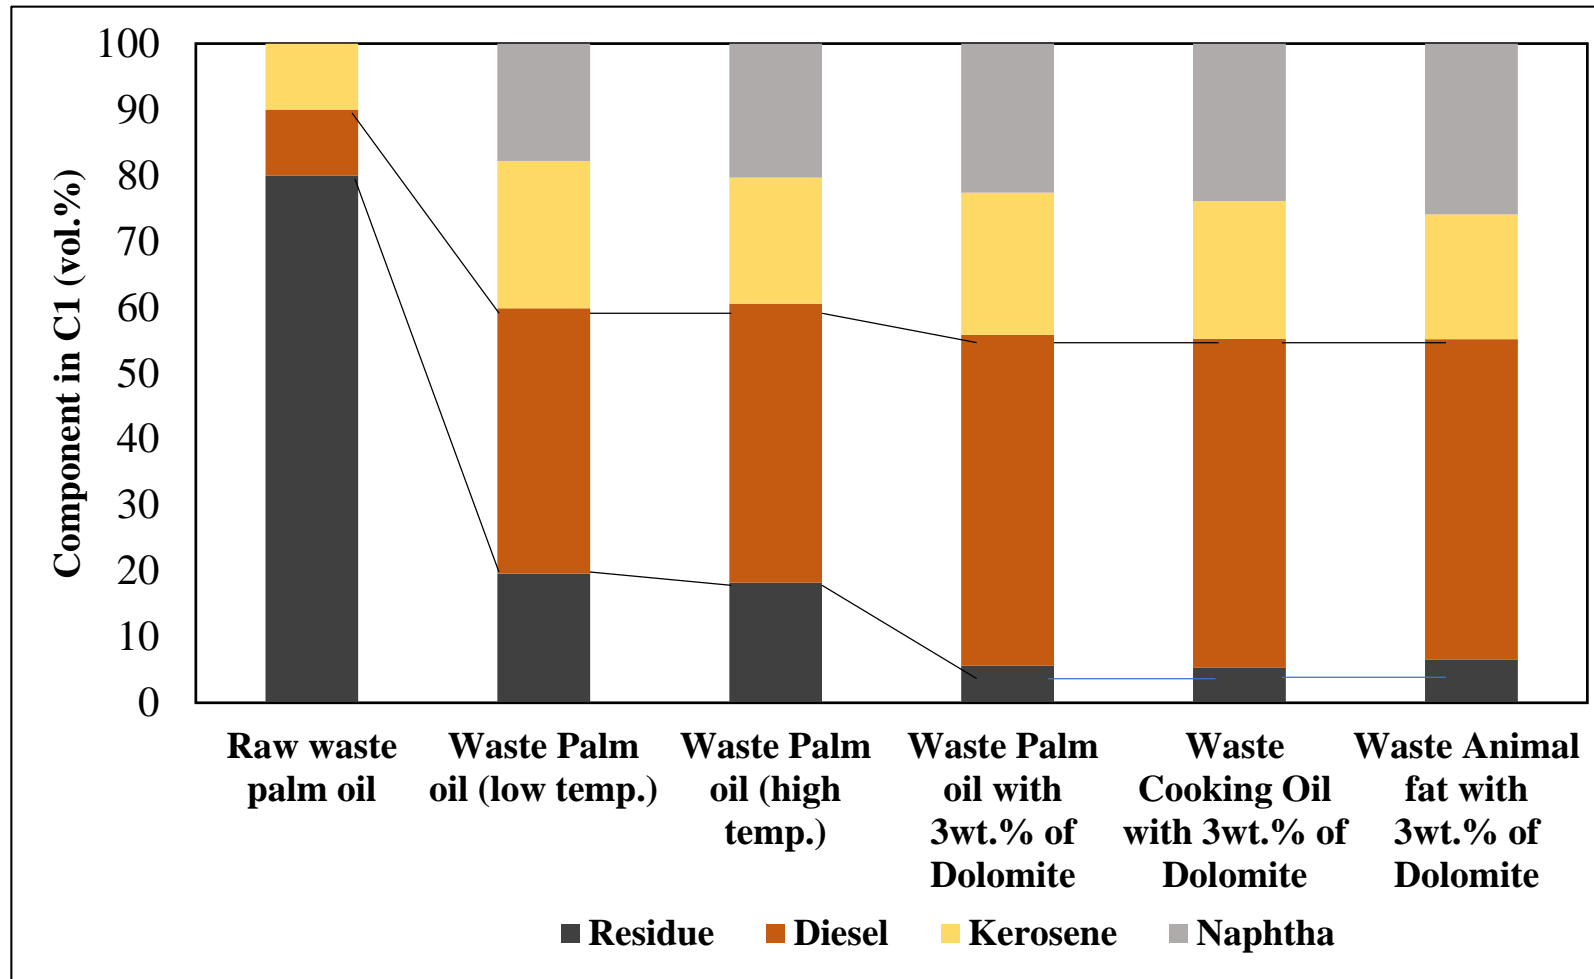 Component in C1 (vol.%)
100
90
80
70
60
50
40
30
20
10
0
Raw waste
palm oil
Waste Palm
oil (low temp.)
Waste Palm
oil (high
temp.)
Waste Palm
oil with
3wt.% of
Dolomite
Waste
Cooking Oil
with 3wt.% of
Dolomite
Waste Animal
fat with
3wt.% of
Dolomite
Residue
Diesel
Kerosene
Naphtha